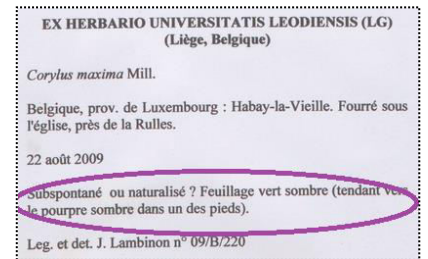 EX HERBARIO UNIVERSITATIS LEODIENSIS (LG)
(Liège, Belgique)
Corylus maxima Mill.
Belgique, prov. de Luxembourg : Habay-la-Vieille. Fourré sous
l'église, près de la Rulles.
22 août 2009
Subspontané ou naturalisé ? Feuillage vert sombre (tendant vers
le pourpre sombre dans un des pieds).
Leg. et det. J. Lambinon n° 09/B/220